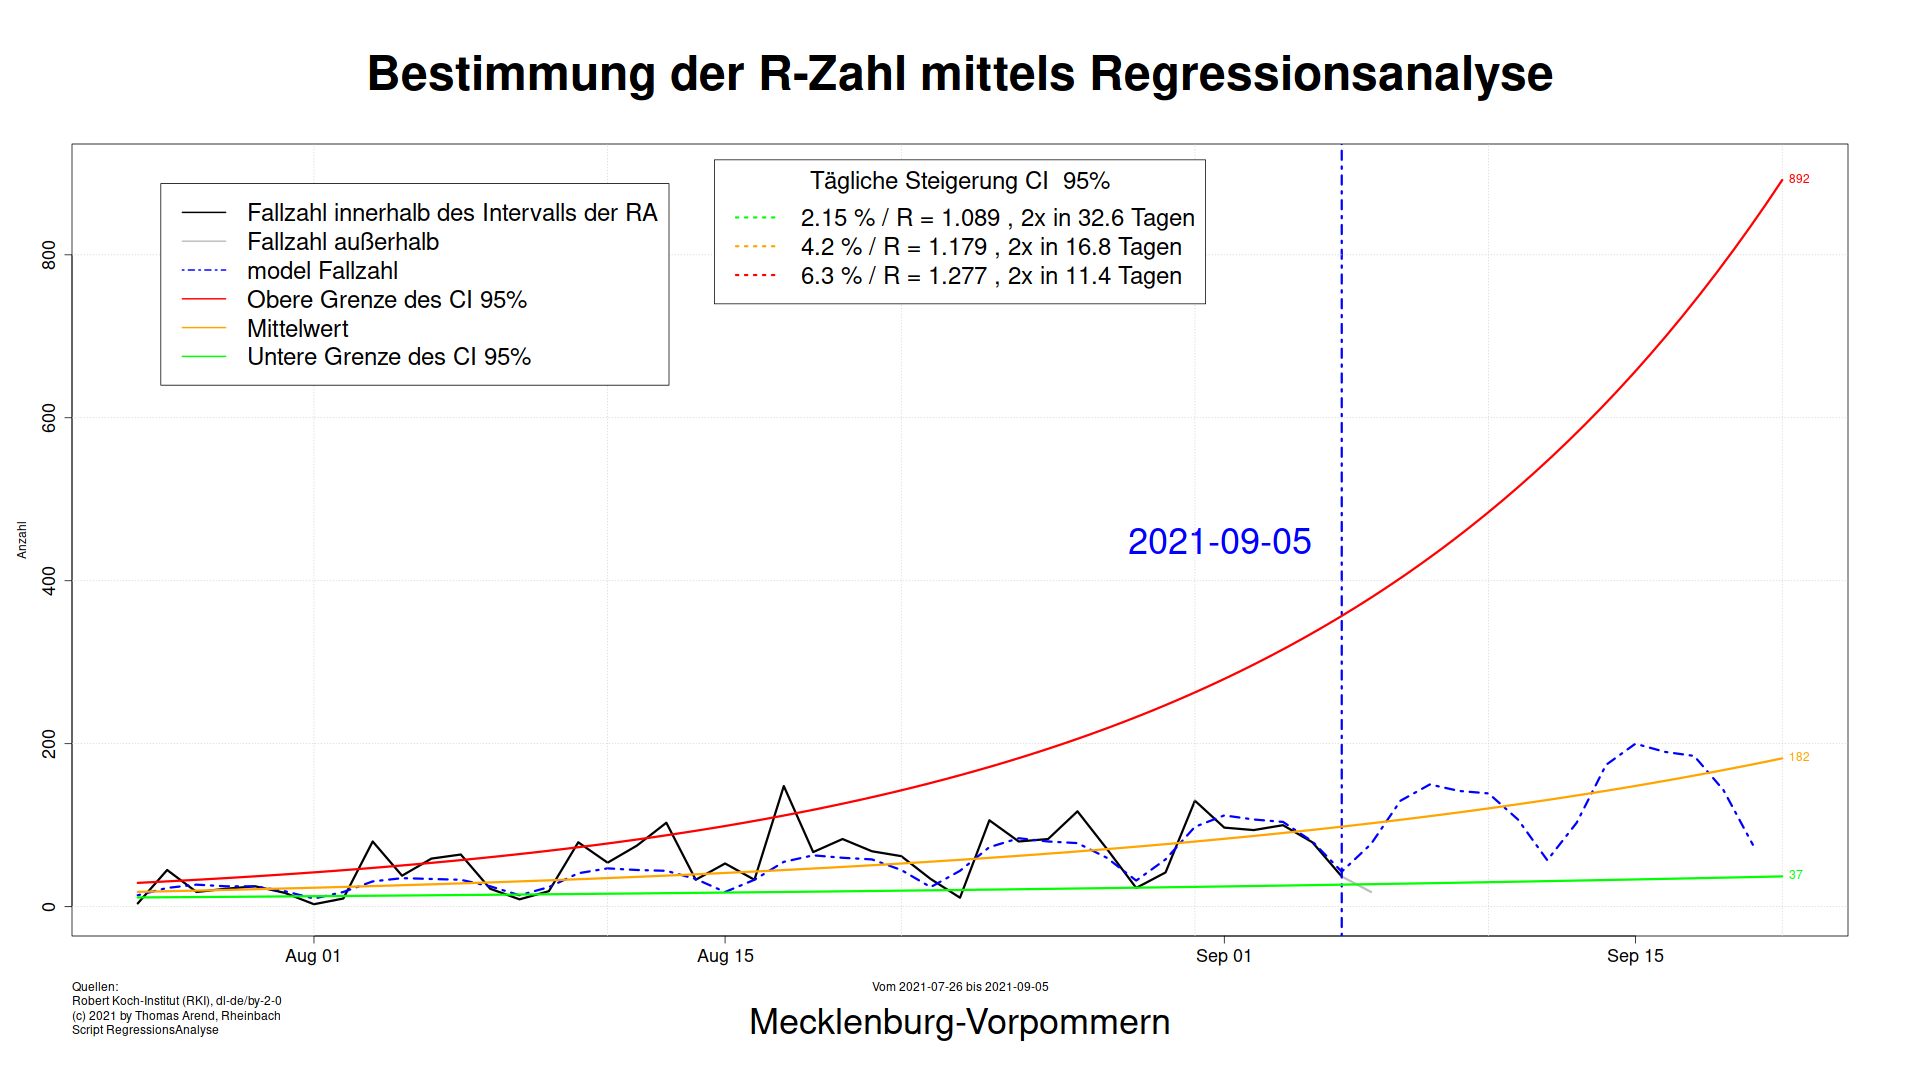 Bestimmung der R-Zahl mittels Regressionsanalyse
Fallzahl innerhalb des Intervalls der RA
Fallzahl außerhalb
model Fallzahl
Obere Grenze des CI 95%
Mittelwert
Untere Grenze des CI 95%
Tägliche Steigerung CI  95%
2.15 % / R = 1.089 , 2x in 32.6 Tagen
4.2 % / R = 1.179 , 2x in 16.8 Tagen
6.3 % / R = 1.277 , 2x in 11.4 Tagen
892
182
37
2021-09-05
Anzahl
800
600
400
200
0
Aug 01
Aug 15
Sep 01
Sep 15
Vom 2021-07-26 bis 2021-09-05
Mecklenburg-Vorpommern
Quellen:
Robert Koch-Institut (RKI), dl-de/by-2-0
(c) 2021 by Thomas Arend, Rheinbach
Script RegressionsAnalyse